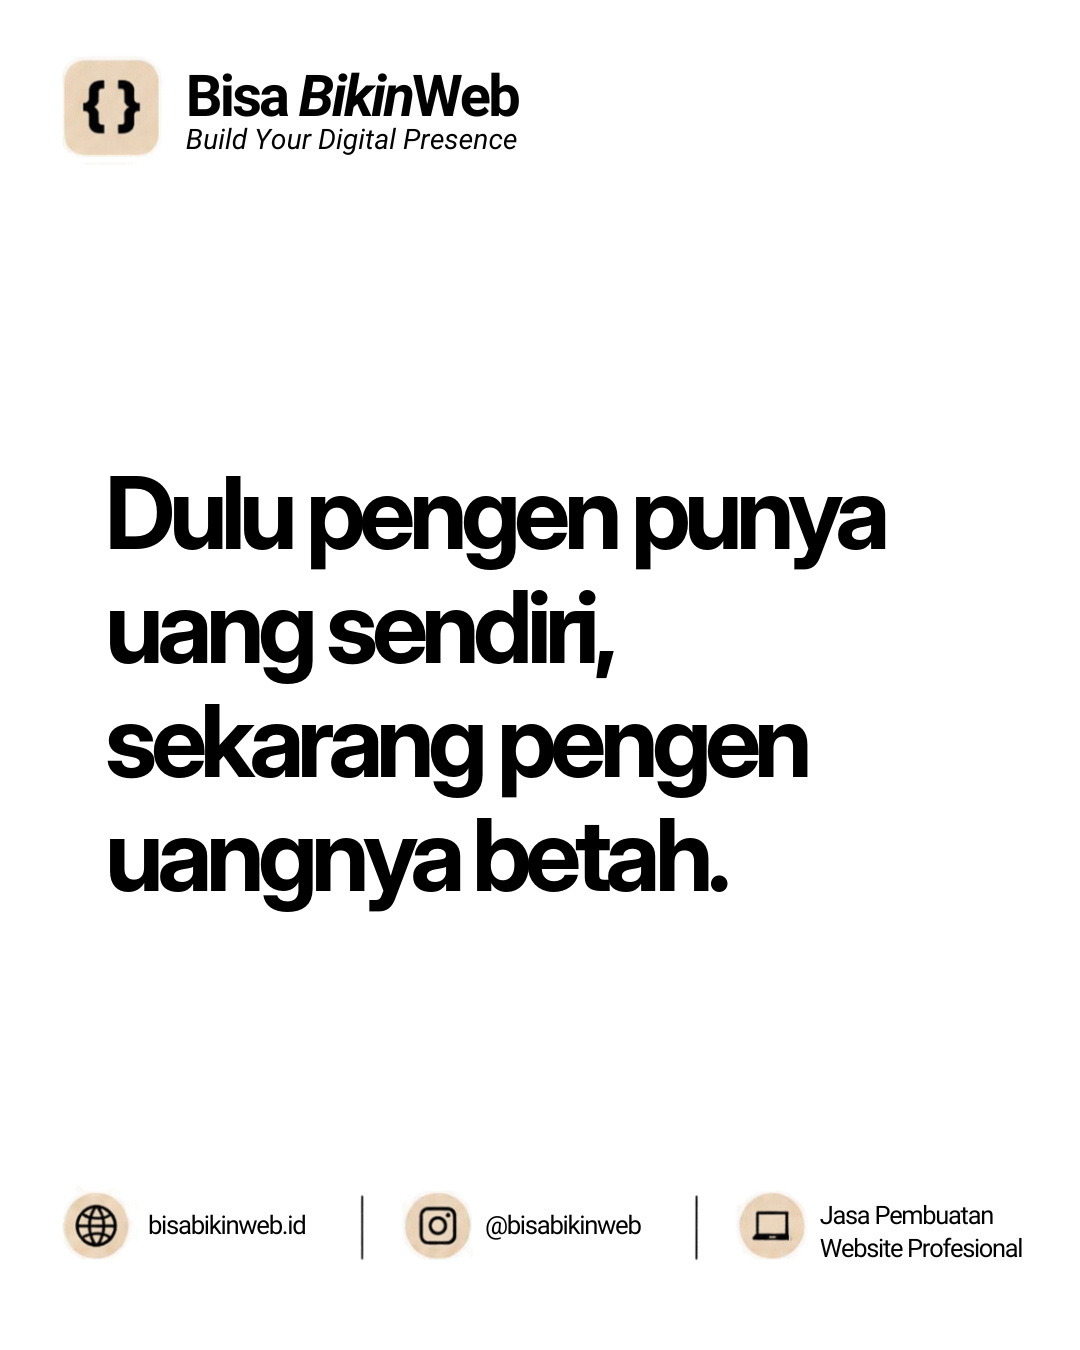 { }
Bisa BikinWeb
Build Your Digital Presence
Dulu pengen punya
uang sendiri,
sekarang pengen
uangnya betah.
bisabikinweb.id
@bisabikinweb
Jasa Pembuatan
Website Profesional